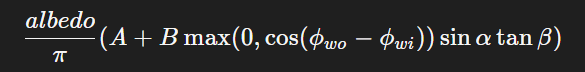 albedo/π (A + B max(0, cos(ϕ_wo − ϕ_wi)) sin α tan β)